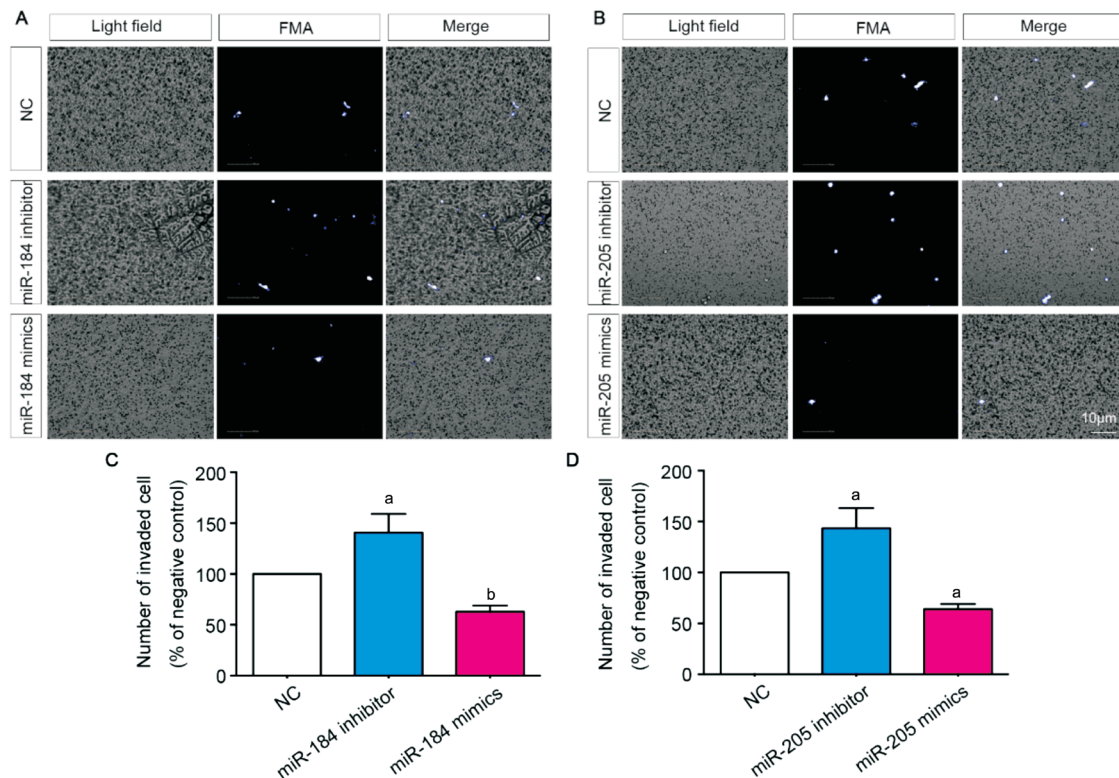 A
Light field FMA Merge
NC
miR-184 inhibitor
miR-184 mimics
B
Light field FMA Merge
NC
miR-205 inhibitor
miR-205 mimics
10μm
C
Number of invaded cell
(% of negative control)
200
150
100
50
0
a
b
NC
miR-184 inhibitor
miR-184 mimics
D
Number of invaded cell
(% of negative control)
200
150
100
50
0
a
a
NC
miR-205 inhibitor
miR-205 mimics